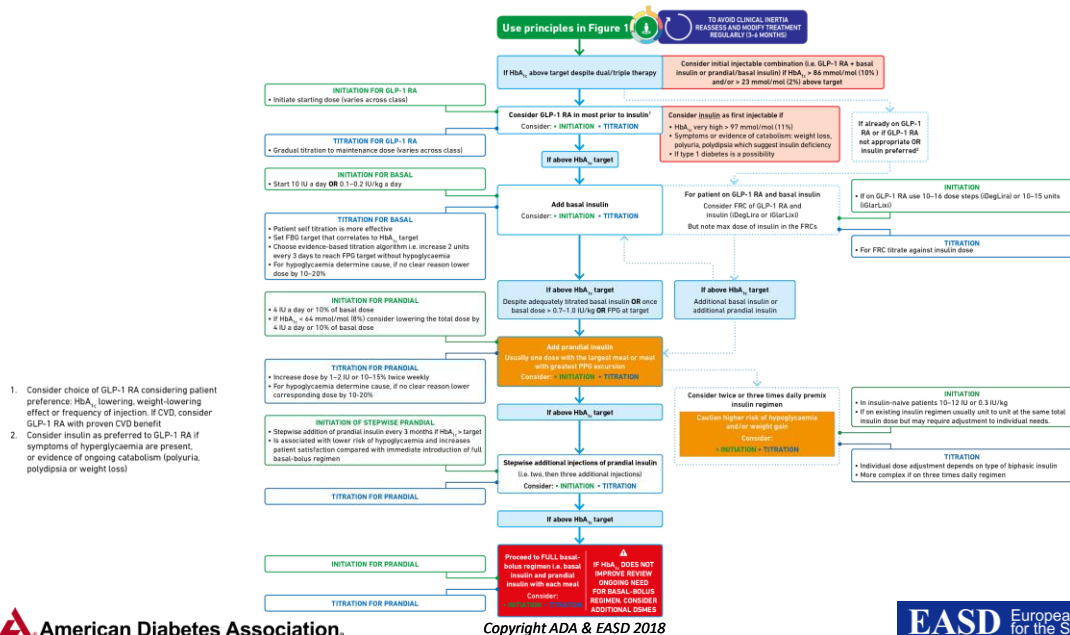 Use principles in Figure 1
TO AVOID CLINICAL INERTIA
REASSESS AND MODIFY TREATMENT
REGULARLY (3-6 MONTHS)
If HbA1c above target despite dual/triple therapy
Consider initial injectable combination (i.e. GLP-1 RA + basal
insulin or prandial/basal insulin) if HbA1c > 86 mmol/mol (10% )
and/or > 23 mmol/mol (2%) above target
INITIATION FOR GLP-1 RA
• Initiate starting dose (varies across class)
Consider GLP-1 RA in most prior to insulin1
Consider: • INITIATION • TITRATION
Consider insulin as first injectable if
• HbA1c very high > 97 mmol/mol (11%)
• Symptoms or evidence of catabolism: weight loss,
polyuria, polydipsia which suggest insulin deficiency
• If type 1 diabetes is a possibility
If already on GLP-1
RA or if GLP-1 RA
not appropriate OR
insulin preferred2
TITRATION FOR GLP-1 RA
• Gradual titration to maintenance dose (varies across class)
If above HbA1c target
INITIATION FOR BASAL
• Start 10 IU a day OR 0.1–0.2 IU/kg a day
Add basal insulin
Consider: • INITIATION • TITRATION
For patient on GLP-1 RA and basal insulin
Consider FRC of GLP-1 RA and
insulin (iDegLira or iGlarLixi)
But note max dose of insulin in the FRCs
INITIATION
• If on GLP-1 RA use 10–16 dose steps (iDegLira) or 10–15 units
(iGlarLixi)
TITRATION FOR BASAL
• Patient self titration is more effective
• Set FBG target that correlates to HbA1c target
• Choose evidence-based titration algorithm i.e. increase 2 units
every 3 days to reach FPG target without hypoglycaemia
• For hypoglycaemia determine cause, if no clear reason lower
dose by 10–20%
TITRATION
• For FRC titrate against insulin dose
If above HbA1c target
Despite adequately titrated basal insulin OR once
basal dose > 0.7–1.0 IU/kg OR FPG at target
If above HbA1c target
Additional basal insulin or
additional prandial insulin
INITIATION FOR PRANDIAL
• 4 IU a day or 10% of basal dose
• If HbA1c < 64 mmol/mol (8%) consider lowering the total dose by
4 IU a day or 10% of basal dose
Add prandial insulin
Usually one dose with the largest meal or meal
with greatest PPG excursion
Consider: • INITIATION • TITRATION
TITRATION FOR PRANDIAL
• Increase dose by 1–2 IU or 10–15% twice weekly
• For hypoglycaemia determine cause, if no clear reason lower
corresponding dose by 10-20%
1. Consider choice of GLP-1 RA considering patient
preference: HbA1c lowering, weight-lowering
effect or frequency of injection. If CVD, consider
GLP-1 RA with proven CVD benefit
2. Consider insulin as preferred to GLP-1 RA if
symptoms of hyperglycaemia are present,
or evidence of ongoing catabolism (polyuria,
polydipsia or weight loss)
Consider twice or three times daily premix
insulin regimen
Caution higher risk of hypoglycaemia
and/or weight gain
Consider:
• INITIATION • TITRATION
INITIATION
• In insulin-naive patients 10–12 IU or 0.3 IU/kg
• If on existing insulin regimen usually unit to unit at the same total
insulin dose but may require adjustment to individual needs.
If above HbA1c target
INITIATION OF STEPWISE PRANDIAL
• Stepwise addition of prandial insulin every 3 months if HbA1c> target
• Is associated with lower risk of hypoglycaemia and increases
patient satisfaction compared with immediate introduction of full
basal-bolus regimen
Stepwise additional injections of prandial insulin
(i.e. two, then three additional injections)
Consider: • INITIATION • TITRATION
TITRATION
• Individual dose adjustment depends on type of biphasic insulin
• More complex if on three times daily regimen
TITRATION FOR PRANDIAL
If above HbA1c target
INITIATION FOR PRANDIAL
Proceed to FULL basal-
bolus regimen i.e. basal
insulin and prandial
insulin with each meal
Consider:
• INITIATION • TITRATION
IF HbA1c DOES NOT
IMPROVE REVIEW
ONGOING NEED
FOR BASAL-BOLUS
REGIMEN, CONSIDER
ADDITIONAL DSMES
TITRATION FOR PRANDIAL
American Diabetes Association.
Copyright ADA & EASD 2018
EASD
Europea
for the S